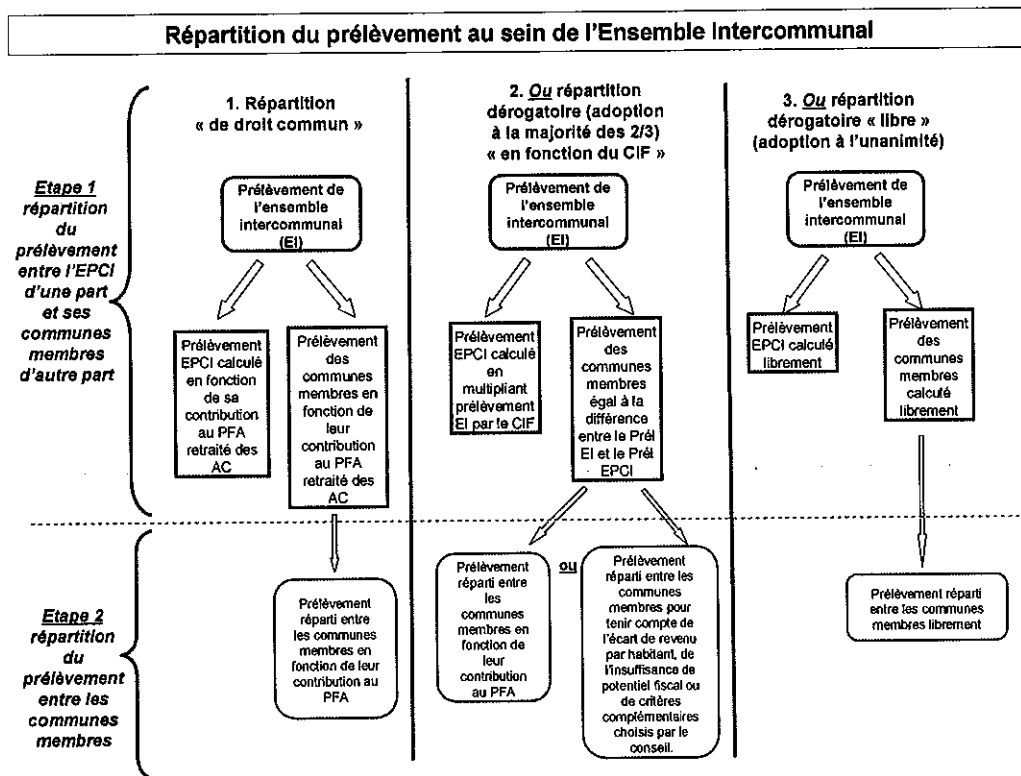 Répartition du prélèvement au sein de l'Ensemble Intercommunal
Etape 1
répartition
du
prélèvement
entre l'EPCI
d'une part
et ses
communes
membres
d'autre part
1. Répartition
« de droit commun »
Prélèvement de
l'ensemble
intercommunal
(EI)
Prélèvement
EPCI calculé
en fonction
de sa
contribution
au PFA
retraité des
AC
Prélèvement
des
communes
membres en
fonction de
leur
contribution
au PFA
retraité des
AC
2. Ou répartition
dérogatoire (adoption
à la majorité des 2/3)
« en fonction du CIF »
Prélèvement de
l'ensemble
intercommunal
(EI)
Prélèvement
EPCI calculé
en
multipliant
prélèvement
EI par le CIF
Prélèvement
des
communes
membres
égal à la
différence
entre le Prél
EI et le Prél
EPCI
3. Ou répartition
dérogatoire « libre »
(adoption à l'unanimité)
Prélèvement de
l'ensemble
intercommunal
(EI)
Prélèvement
EPCI calculé
librement
Prélèvement
des
communes
membres
calculé
librement
Etape 2
répartition
du
prélèvement
entre les
communes
membres
Prélèvement
réparti entre
les communes
membres en
fonction de leur
contribution au
PFA
Prélèvement
réparti entre
les
communes
membres en
fonction de
leur
contribution
au PFA
ou
Prélèvement
réparti entre les
communes
membres pour
tenir compte de
l'écart de revenu
par habitant, de
l'insuffisance de
potentiel fiscal ou
de critères
complémentaires
choisis par le
conseil.
Prélèvement réparti
entre les communes
membres librement